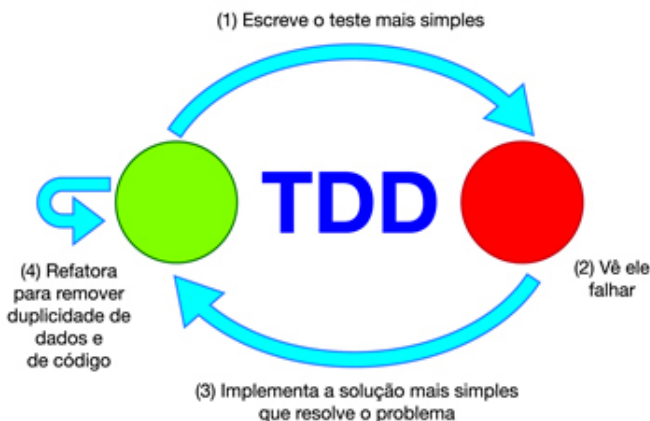 (1) Escreve o teste mais simples
TDD
(2) Vê ele
falhar
(3) Implementa a solução mais simples
que resolve o problema
(4) Refatora
para remover
duplicidade de
dados e
de código